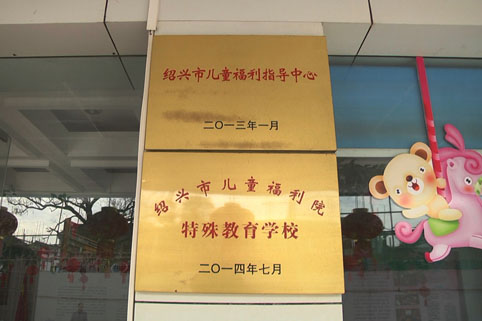 绍兴市儿童福利指导中心
二〇一三年一月
绍兴市儿童福利院
特殊教育学校
二〇一四年七月